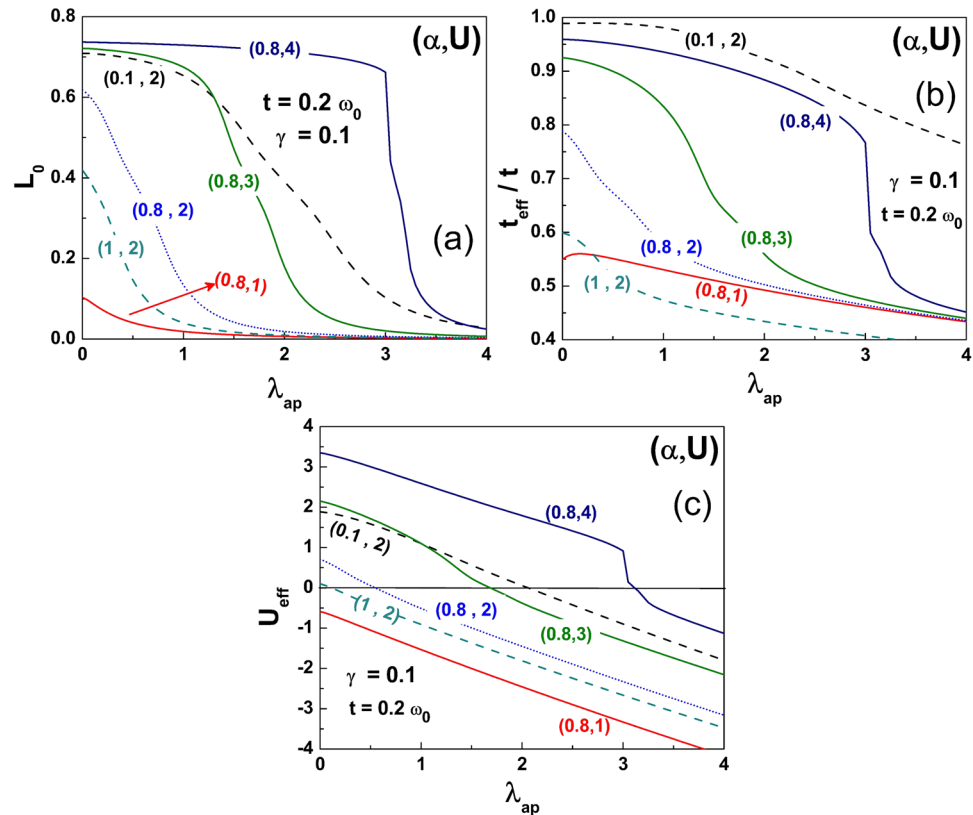 (α,U)
(0.8,4)
(0.1 , 2)
t = 0.2 ω₀
γ = 0.1
(0.8,3)
(0.8 , 2)
(1 , 2)
(0.8,1)
(a)
L₀
0.8
0.6
0.4
0.2
0.0
0 1 2 3 4
λap
(α,U)
(0.1 , 2)
(b)
(0.8,4)
γ = 0.1
t = 0.2 ω₀
(0.8,3)
(0.8 , 2)
(0.8,1)
(1 , 2)
teff / t
1.0
0.9
0.8
0.7
0.6
0.5
0.4
0 1 2 3 4
λap
(α,U)
(c)
(0.8,4)
(0.1 , 2)
(0.8 , 2)
(1 , 2)
(0.8,3)
γ = 0.1
t = 0.2 ω₀
(0.8,1)
Ueff
4
3
2
1
0
-1
-2
-3
-4
0 1 2 3 4
λap